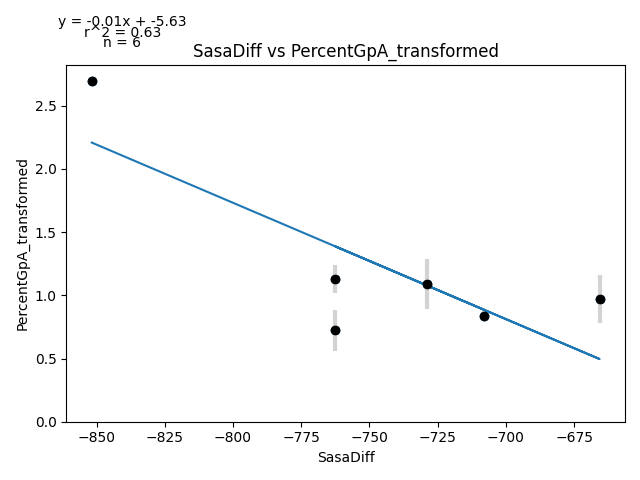 y = -0.01x + -5.63
r^2 = 0.63
n = 6
SasaDiff vs PercentGpA_transformed
PercentGpA_transformed
2.5
2.0
1.5
1.0
0.5
0.0
−850 −825 −800 −775 −750 −725 −700 −675
SasaDiff